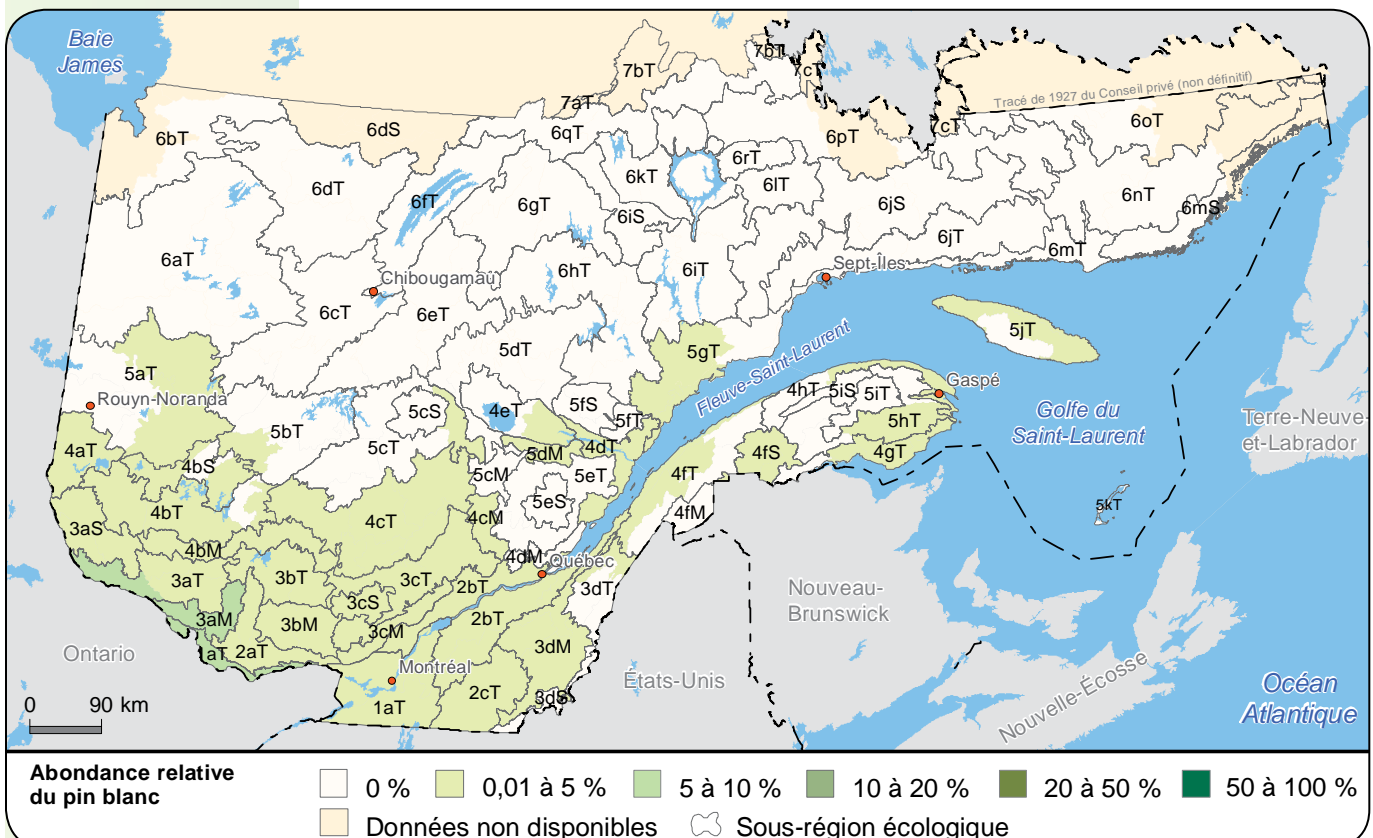 Baie
James
7bT
7bT
7cT
7aT
Tracé de 1927 du Conseil privé (non définitif)
6bT
6dS
6qT
6pT
7cT
6oT
6dT
6fT
6kT
6rT
6lT
6gT
6iS
6jS
6nT
6mS
6aT
6jT
6mT
Chibougamau
6hT
6iT
Sept-Îles
6cT
6eT
5aT
5dT
5gT
5jT
Fleuve-Saint-Laurent
Rouyn-Noranda
5cS
4eT
5fS
5fT
4hT
5iS
5iT
Gaspé
Golfe du
Saint-Laurent
Terre-Neuve-
et-Labrador
5bT
5cT
5hT
4aT
4bS
5dM
4dT
4fS
4gT
5cM
5eT
4fT
5eS
3aS
4bT
4cT
4cM
4fM
5kT
4bM
4dM
Québec
3aT
3bT
3cT
2bT
3dT
3cS
Nouveau-
Brunswick
3aM
3bM
3cM
2bT
Ontario
1aT
2aT
3dM
Montréal
États-Unis
2cT
3dS
1aT
Nouvelle-Écosse
Océan
Atlantique
0 90 km
Abondance relative
du pin blanc
0 % 0,01 à 5 % 5 à 10 % 10 à 20 % 20 à 50 % 50 à 100 %
Données non disponibles Sous-région écologique